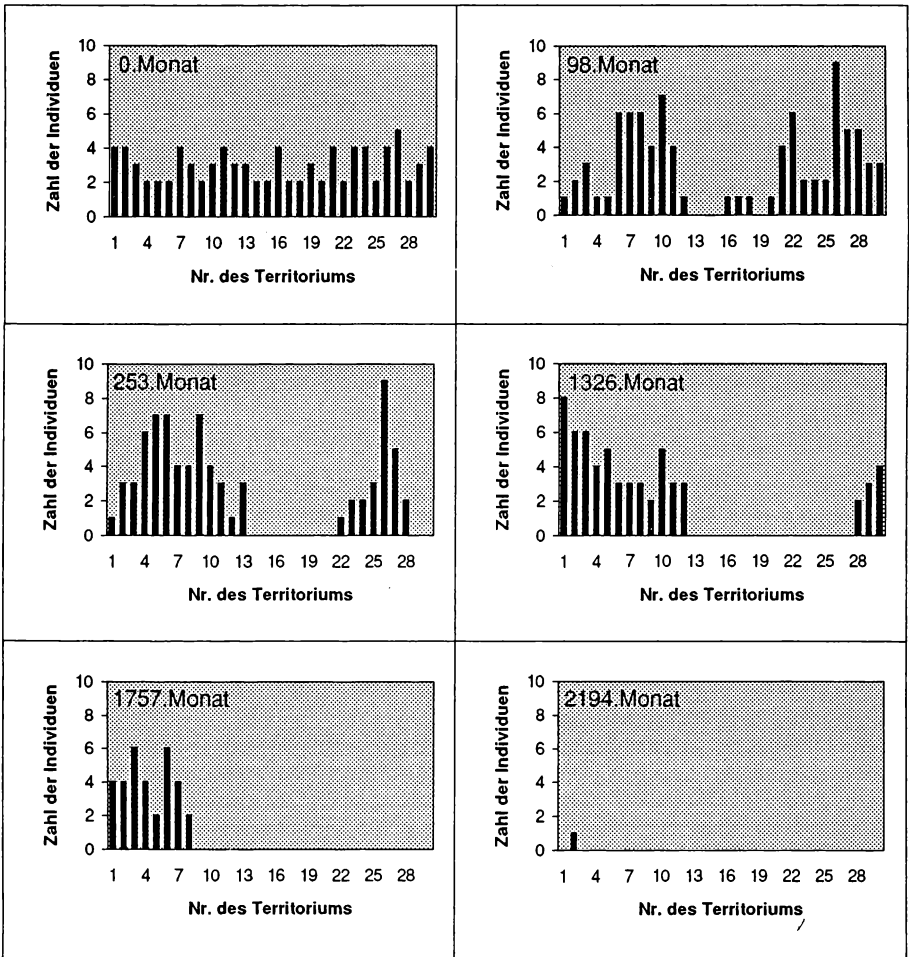 0.Monat
Zahl der Individuen
10
8
6
4
2
0
1 4 7 10 13 16 19 22 25 28
Nr. des Territoriums
98.Monat
Zahl der Individuen
10
8
6
4
2
0
1 4 7 10 13 16 19 22 25 28
Nr. des Territoriums
253.Monat
Zahl der Individuen
10
8
6
4
2
0
1 4 7 10 13 16 19 22 25 28
Nr. des Territoriums
1326.Monat
Zahl der Individuen
10
8
6
4
2
0
1 4 7 10 13 16 19 22 25 28
Nr. des Territoriums
1757.Monat
Zahl der Individuen
10
8
6
4
2
0
1 4 7 10 13 16 19 22 25 28
Nr. des Territoriums
2194.Monat
Zahl der Individuen
10
8
6
4
2
0
1 4 7 10 13 16 19 22 25 28
Nr. des Territoriums